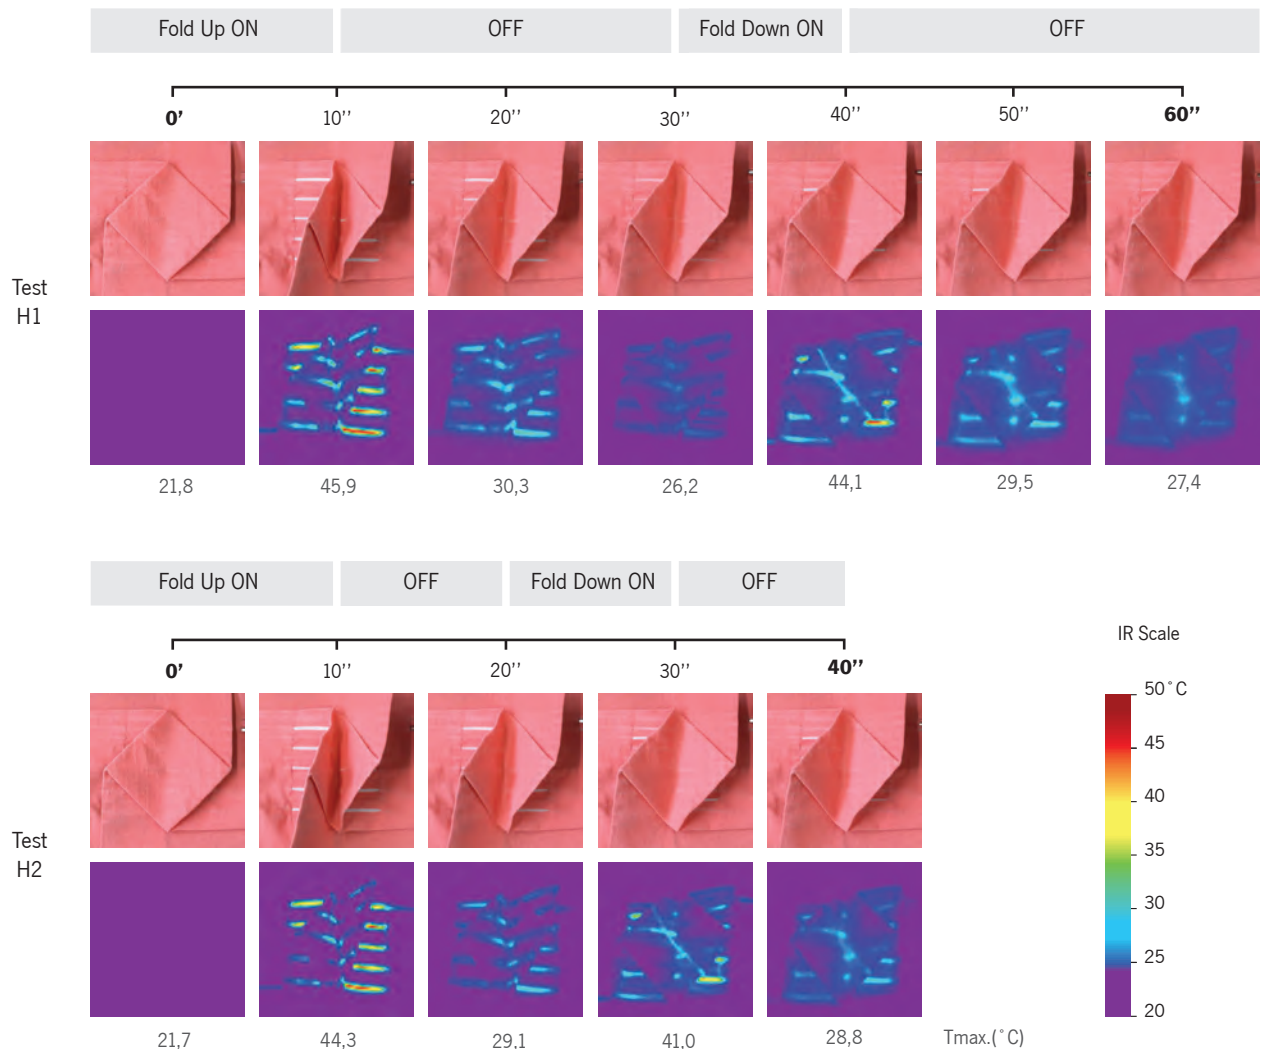 Fold Up ON OFF Fold Down ON OFF
0' 10'' 20'' 30'' 40'' 50'' 60''
Test
H1
21,8 45,9 30,3 26,2 44,1 29,5 27,4
Fold Up ON OFF Fold Down ON OFF
0' 10'' 20'' 30'' 40''
Test
H2
21,7 44,3 29,1 41,0 28,8 Tmax.(˚C)
IR Scale
50˚C
45
40
35
30
25
20